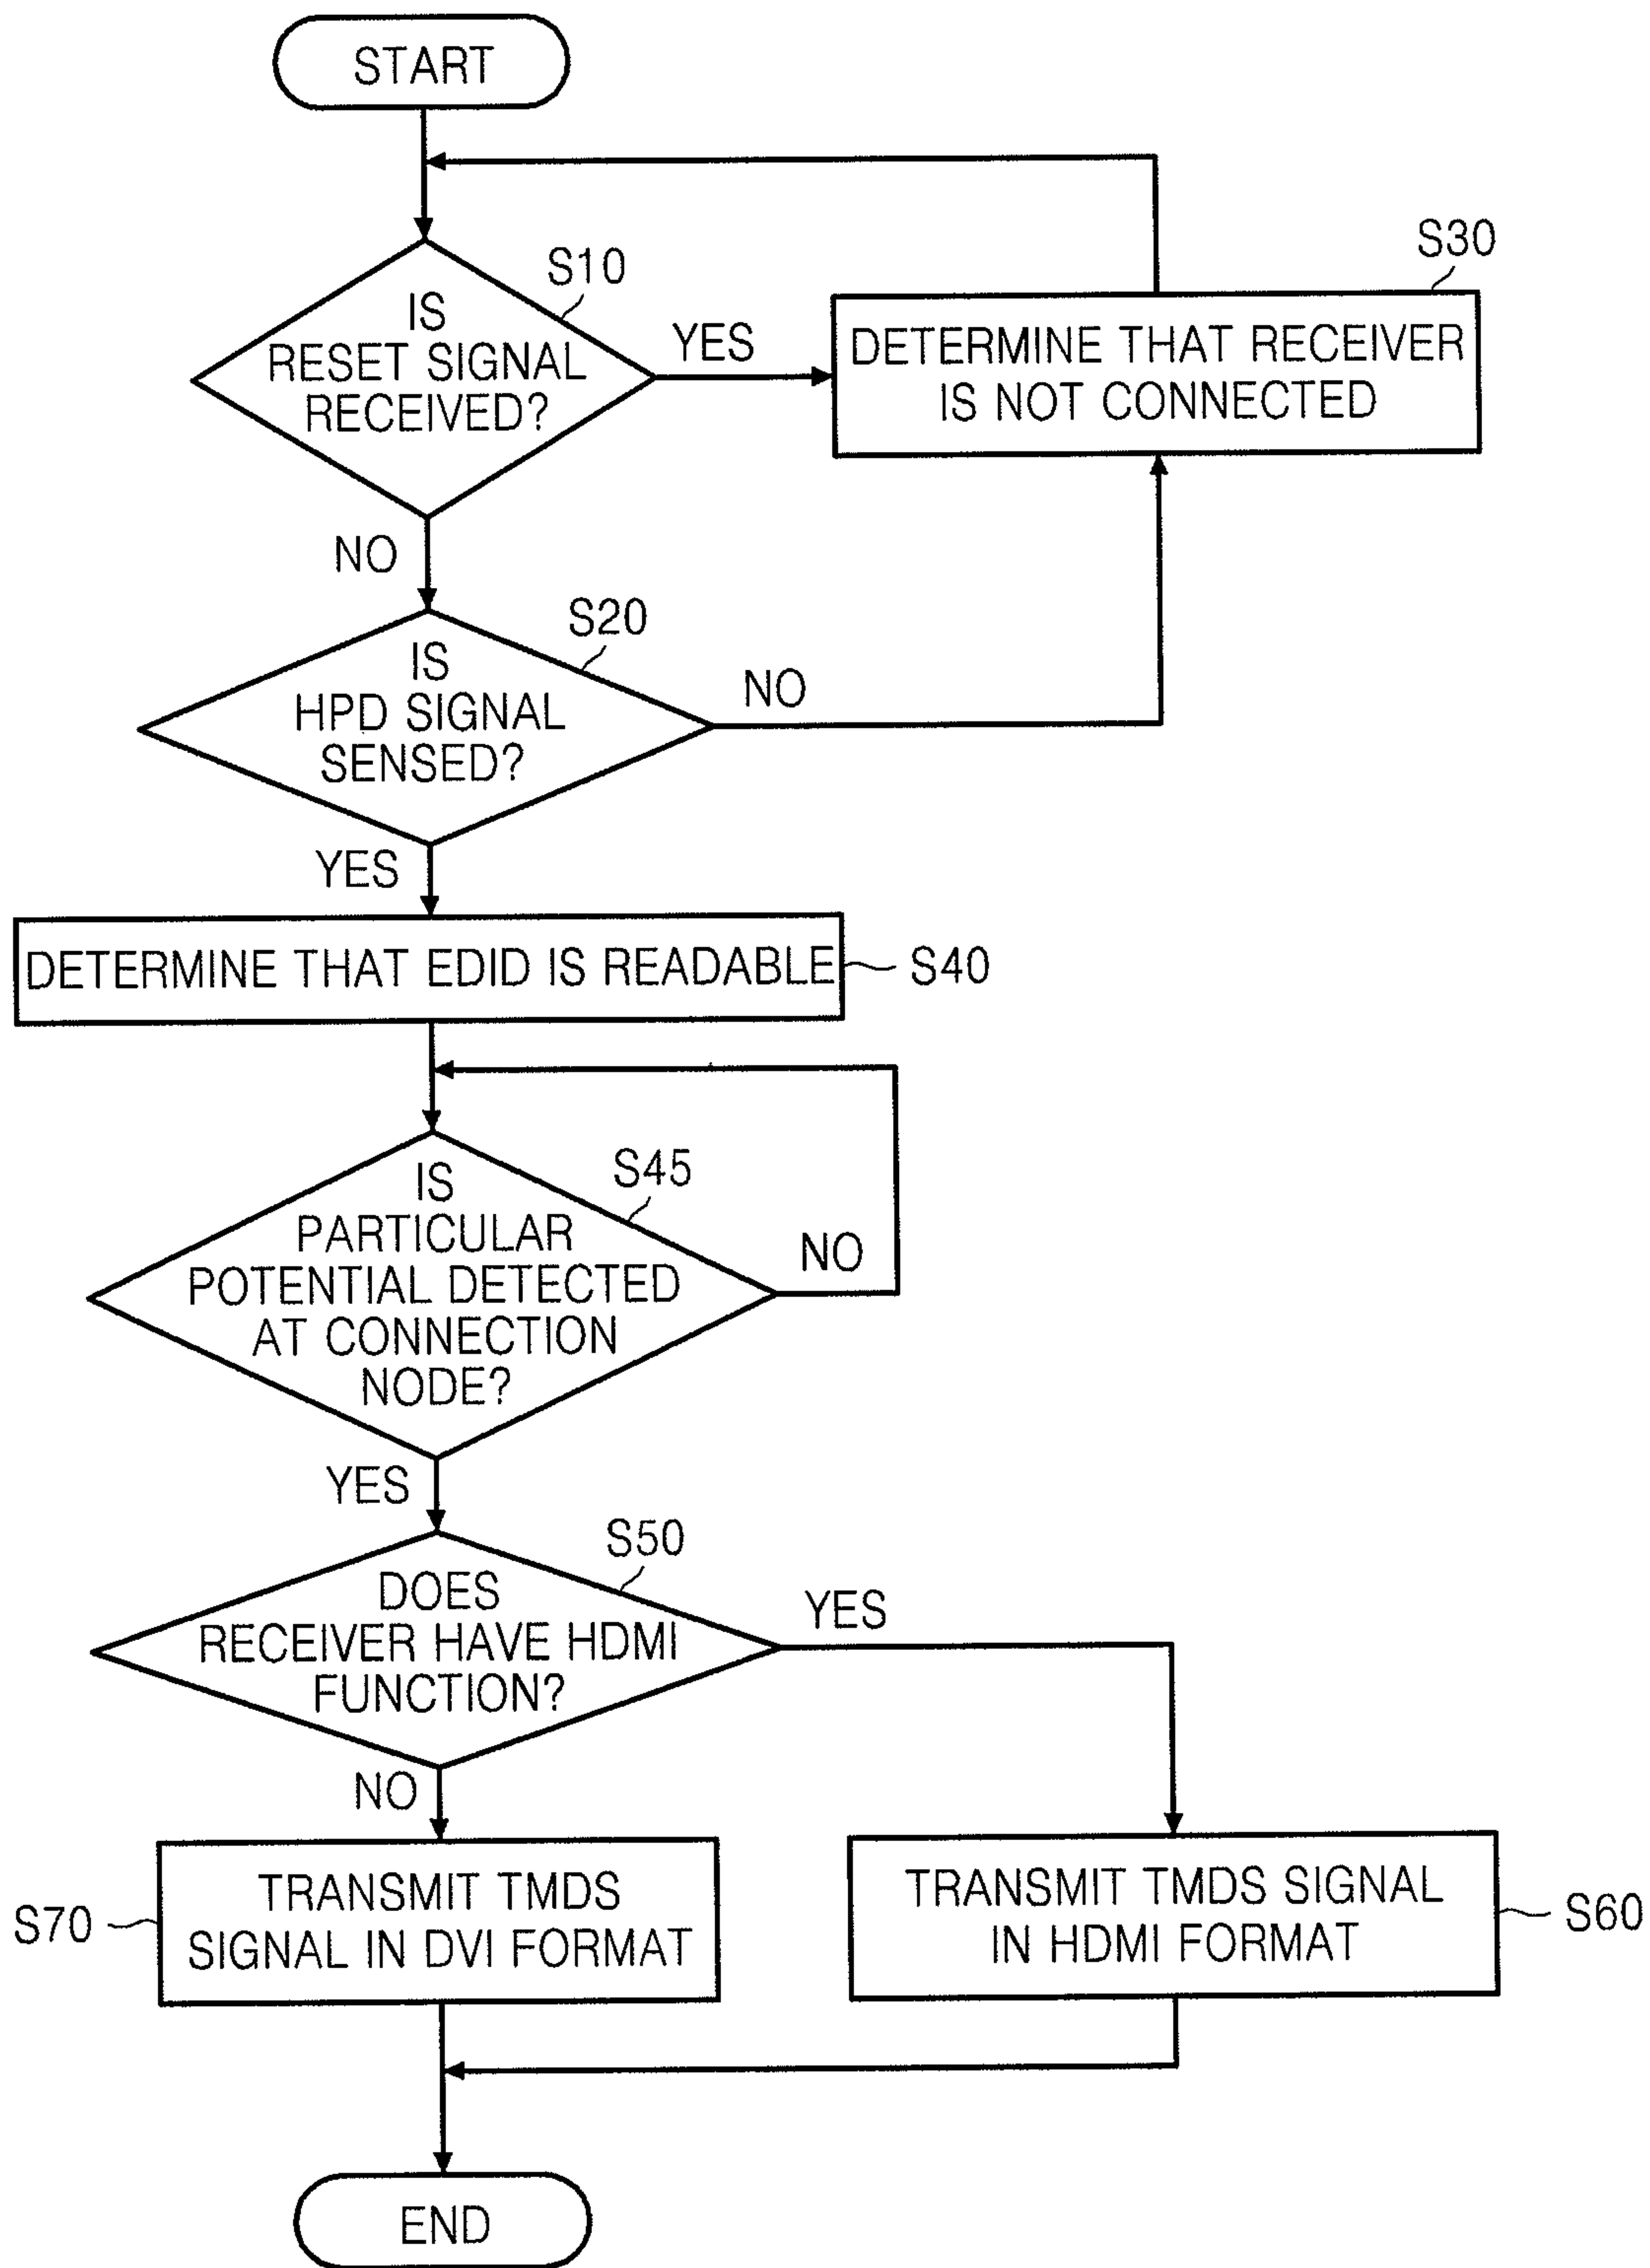 START
S10
IS
RESET SIGNAL
RECEIVED?
YES
S30
DETERMINE THAT RECEIVER
IS NOT CONNECTED
NO
S20
IS
HPD SIGNAL
SENSED?
NO
YES
DETERMINE THAT EDID IS READABLE
S40
S45
IS
PARTICULAR
POTENTIAL DETECTED
AT CONNECTION
NODE?
NO
YES
S50
DOES
RECEIVER HAVE HDMI
FUNCTION?
YES
NO
S70
TRANSMIT TMDS
SIGNAL IN DVI FORMAT
TRANSMIT TMDS SIGNAL
IN HDMI FORMAT
S60
END